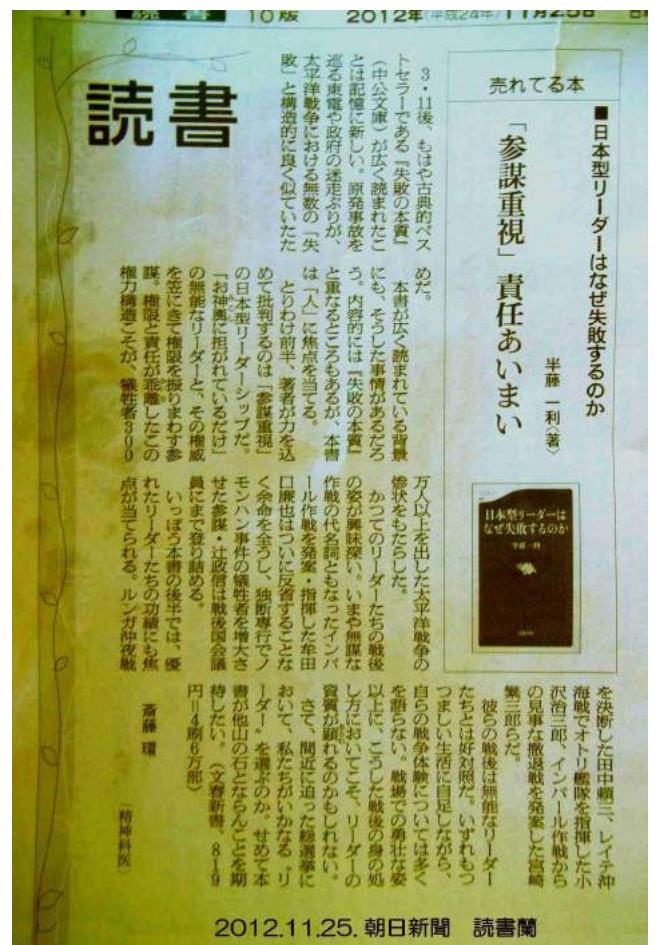 読書
10版
2012年(平成24年)11月25日
読書
売れてる本
■日本型リーダーはなぜ失敗するのか
半藤 一利〈著〉
「参謀重視」責任あいまい
日本型リーダーは
なぜ失敗するのか
半藤一利
3・11後、もはや古典的ベス
トセラーである『失敗の本質』
(中公文庫)が広く読まれたこ
とは記憶に新しい。原発事故を
巡る東電や政府の迷走ぶりが、
太平洋戦争における無数の「失
敗」と構造的に良く似ていたた
めだ。
本書が広く読まれている背景
にも、そうした事情があるだろ
う。内容的には『失敗の本質』
と重なるところもあるが、本書
は「人」に焦点を当てる。
とりわけ前半、著者が力を込
めて批判するのは「参謀重視」
の日本型リーダーシップだ。
「お神輿に担がれているだけ」
の無能なリーダーと、その権威
を笠にきて権限を振りまわす参
謀。権限と責任が乖離したこの
権力構造こそが、犠牲者300
万人以上を出した太平洋戦争の
惨状をもたらした。
かつてのリーダーたちの戦後
の姿が興味深い。いまや無謀な
作戦の代名詞ともなったインパ
ール作戦を発案・指揮した牟田
口廉也はついに反省することな
く余命を全うし、独断専行でノ
モンハン事件の犠牲者を増大さ
せた参謀・辻政信は戦後国会議
員にまで登り詰める。
いっぽう本書の後半では、優
れたリーダーたちの功績にも焦
点が当てられる。ルンガ沖夜戦
を決断した田中頼三、レイテ沖
海戦でオトリ艦隊を指揮した小
沢治三郎、インパール作戦から
の見事な撤退戦を発案した宮崎
繁三郎らだ。
彼らの戦後は無能なリーダー
たちとは好対照だ。いずれもつ
つましい生活に自足しながら、
自らの戦争体験については多く
を語らない。戦場での勇壮な姿
以上に、こうした戦後の身の処
し方においてこそ、リーダーの
資質が顕れるのかもしれない。
さて、間近に迫った総選挙に
おいて、私たちがいかなる〝リ
ーダー〟を選ぶのか。せめて本
書が他山の石とならんことを期
待したい。(文春新書、819
円=4刷6万部)
斎藤 環
(精神科医)
2012.11.25.朝日新聞 読書蘭